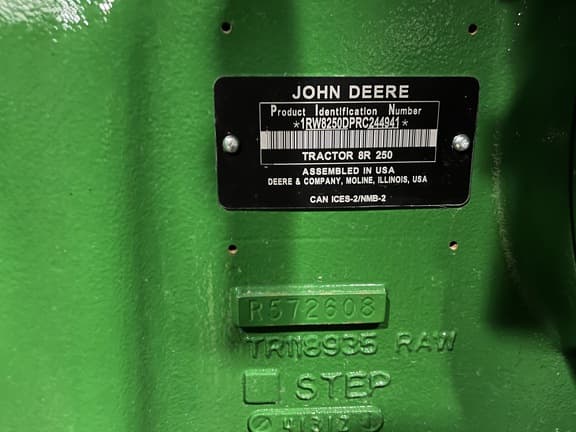 JOHN DEERE
Product Identification Number
*1RW8250DPRC244941*
TRACTOR 8R 250
ASSEMBLED IN USA
DEERE & COMPANY, MOLINE, ILLINOIS, USA
CAN ICES-2/NMB-2
R572608
TR118935 RAW
STEP